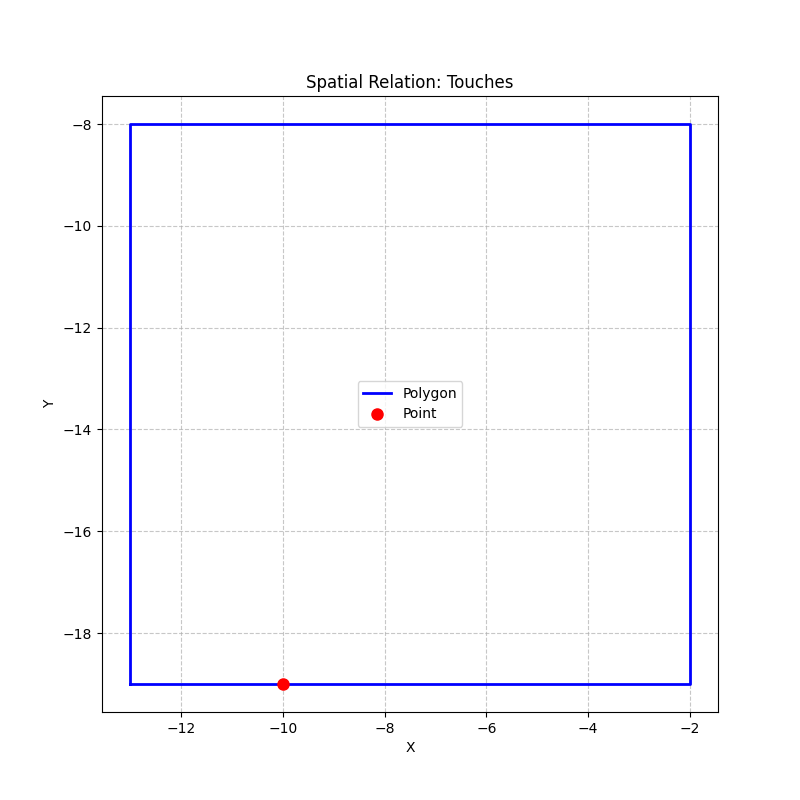 Spatial Relation: Touches
−8
−10
−12
−14
−16
−18
Y
Polygon
Point
−12 −10 −8 −6 −4 −2
X